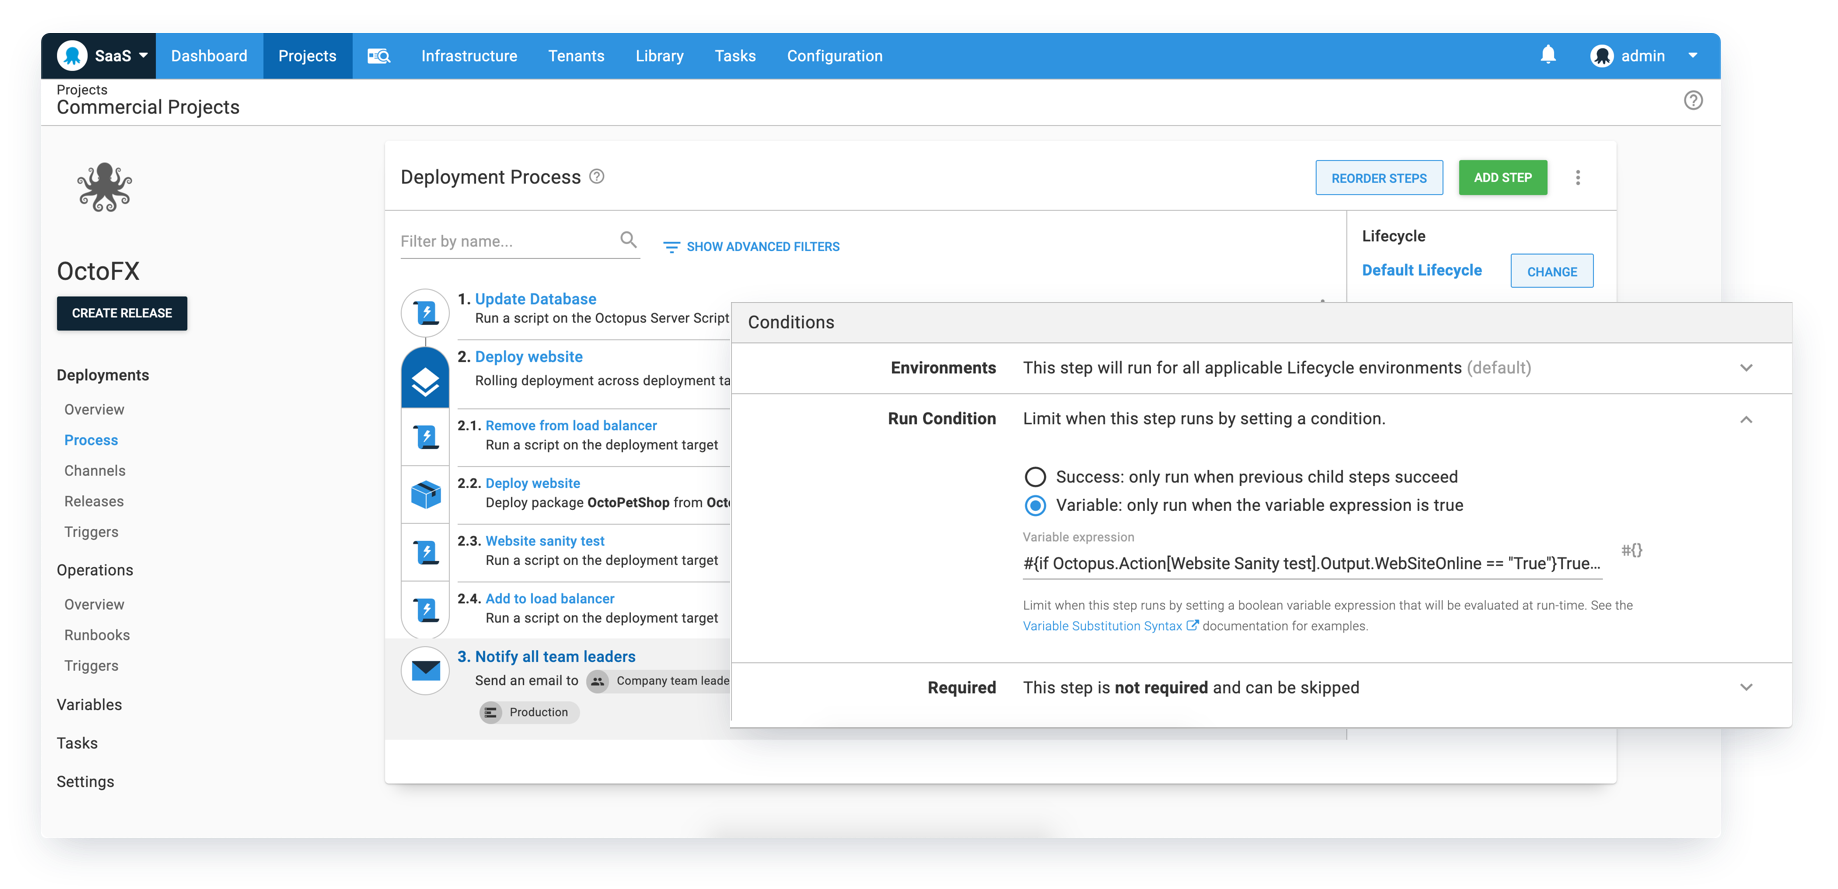 SaaS Dashboard Projects Infrastructure Tenants Library Tasks Configuration admin
Projects
Commercial Projects
OctoFX
CREATE RELEASE
Deployments
Overview
Process
Channels
Releases
Triggers
Operations
Overview
Runbooks
Triggers
Variables
Tasks
Settings
Deployment Process
REORDER STEPS
ADD STEP
Filter by name...
SHOW ADVANCED FILTERS
Lifecycle
Default Lifecycle
CHANGE
1. Update Database
Run a script on the Octopus Server Script
2. Deploy website
Rolling deployment across deployment ta
2.1. Remove from load balancer
Run a script on the deployment target
2.2. Deploy website
Deploy package OctoPetShop from Octo
2.3. Website sanity test
Run a script on the deployment target
2.4. Add to load balancer
Run a script on the deployment target
3. Notify all team leaders
Send an email to Company team leade
Production
Conditions
Environments This step will run for all applicable Lifecycle environments (default)
Run Condition Limit when this step runs by setting a condition.
Success: only run when previous child steps succeed
Variable: only run when the variable expression is true
Variable expression
#{if Octopus.Action[Website Sanity test].Output.WebSiteOnline == "True"}True...
#{}
Limit when this step runs by setting a boolean variable expression that will be evaluated at run-time. See the
Variable Substitution Syntax documentation for examples.
Required This step is not required and can be skipped